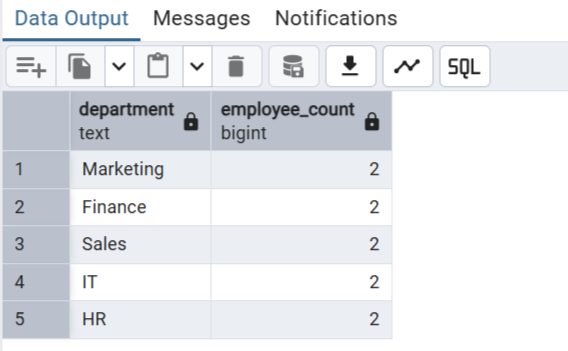 Data Output Messages Notifications
SQL
department employee_count
text bigint
1 Marketing 2
2 Finance 2
3 Sales 2
4 IT 2
5 HR 2